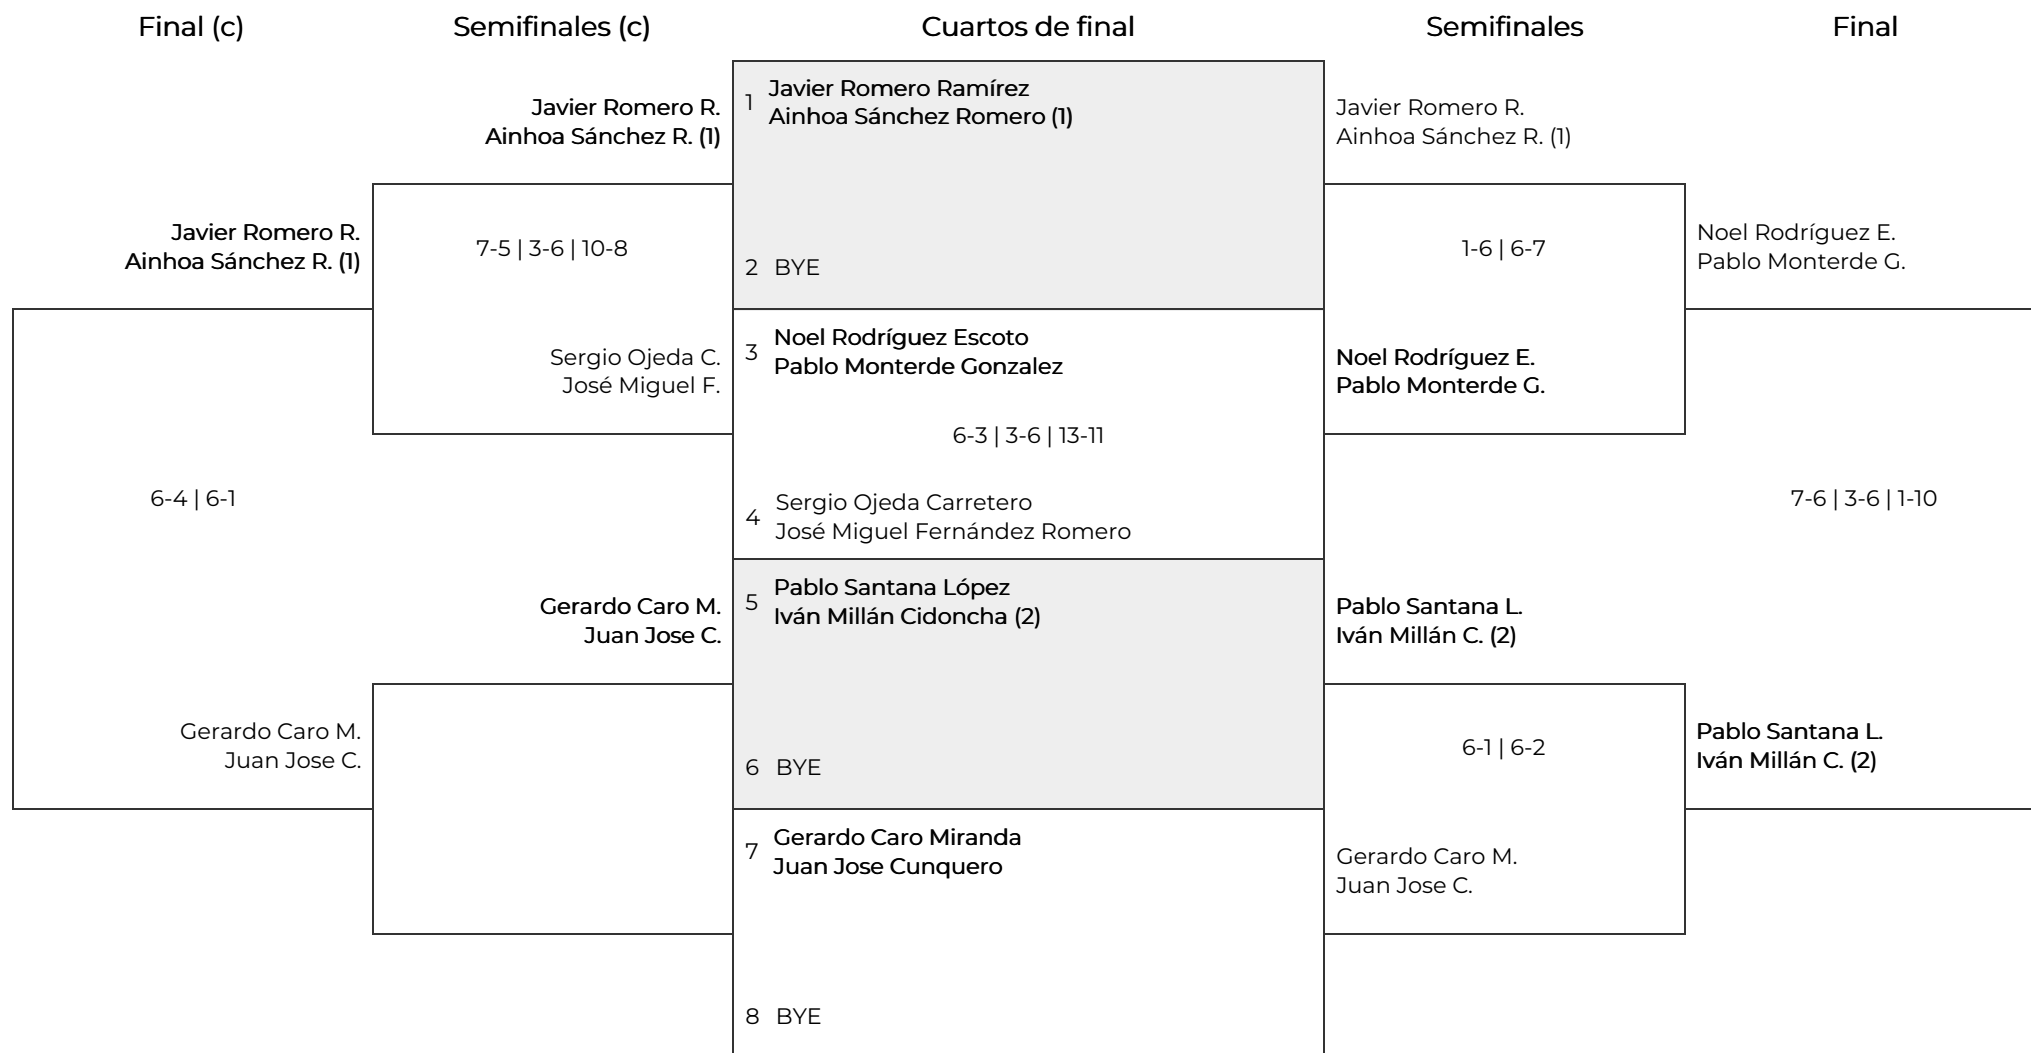 Final (c)
Semifinales (c)
Cuartos de final
Semifinales
Final
Javier Romero R.
Ainhoa Sánchez R. (1)
1
Javier Romero Ramírez
Ainhoa Sánchez Romero (1)
Javier Romero R.
Ainhoa Sánchez R. (1)
Javier Romero R.
Ainhoa Sánchez R. (1)
7-5 | 3-6 | 10-8
2 BYE
1-6 | 6-7
Noel Rodríguez E.
Pablo Monterde G.
Sergio Ojeda C.
José Miguel F.
3
Noel Rodríguez Escoto
Pablo Monterde Gonzalez
Noel Rodríguez E.
Pablo Monterde G.
6-3 | 3-6 | 13-11
6-4 | 6-1
4
Sergio Ojeda Carretero
José Miguel Fernández Romero
7-6 | 3-6 | 1-10
Gerardo Caro M.
Juan Jose C.
5
Pablo Santana López
Iván Millán Cidoncha (2)
Pablo Santana L.
Iván Millán C. (2)
Gerardo Caro M.
Juan Jose C.
6 BYE
6-1 | 6-2
Pablo Santana L.
Iván Millán C. (2)
7
Gerardo Caro Miranda
Juan Jose Cunquero
Gerardo Caro M.
Juan Jose C.
8 BYE